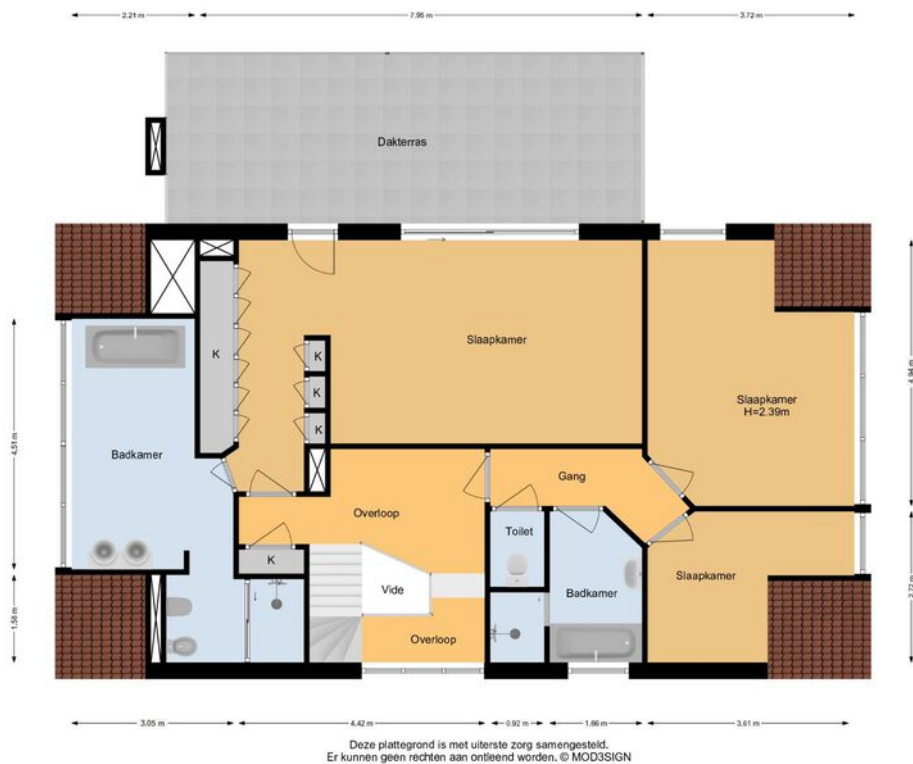 2.21 m
7.95 m
3.72 m
Dakterras
K
Slaapkamer
K
K
K
Slaapkamer
H=2.39m
4.94 m
4.51 m
Badkamer
Gang
Overloop
Toilet
K
Slaapkamer
Vide
Badkamer
2.72 m
1.58 m
Overloop
3.05 m
4.42 m
0.92 m
1.66 m
3.61 m
Deze plattegrond is met uiterste zorg samengesteld.
Er kunnen geen rechten aan ontleend worden. © MOD3SIGN